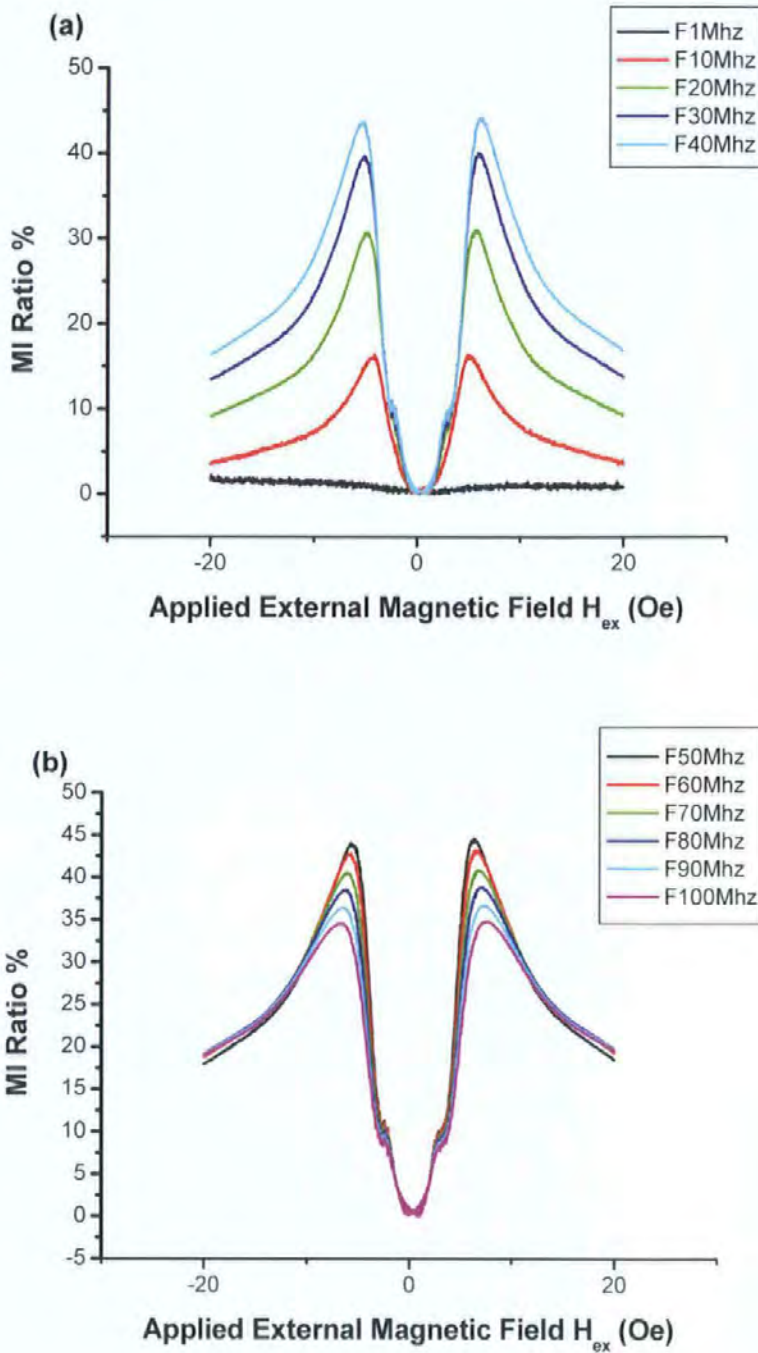 (a)
F1Mhz
F10Mhz
F20Mhz
F30Mhz
F40Mhz
50
40
30
20
10
0
MI Ratio %
-20 0 20
Applied External Magnetic Field H_ex (Oe)
(b)
F50Mhz
F60Mhz
F70Mhz
F80Mhz
F90Mhz
F100Mhz
50
45
40
35
30
25
20
15
10
5
0
-5
MI Ratio %
-20 0 20
Applied External Magnetic Field H_ex (Oe)